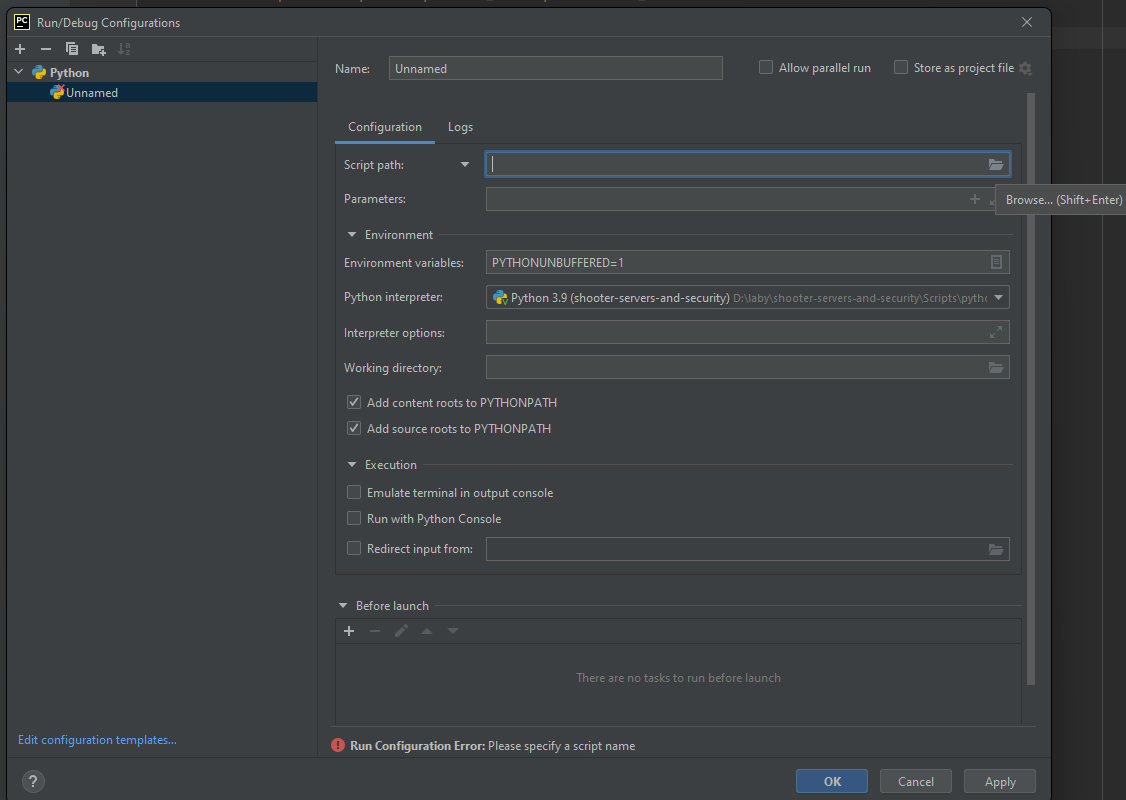 PC Run/Debug Configurations
Python
Unnamed
Name: Unnamed Allow parallel run Store as project file
Configuration Logs
Script path:
Parameters:
Browse... (Shift+Enter)
Environment
Environment variables: PYTHONUNBUFFERED=1
Python interpreter: Python 3.9 (shooter-servers-and-security) D:\laby\shooter-servers-and-security\Scripts\pytho
Interpreter options:
Working directory:
Add content roots to PYTHONPATH
Add source roots to PYTHONPATH
Execution
Emulate terminal in output console
Run with Python Console
Redirect input from:
Before launch
There are no tasks to run before launch
Edit configuration templates...
Run Configuration Error: Please specify a script name
? OK Cancel Apply